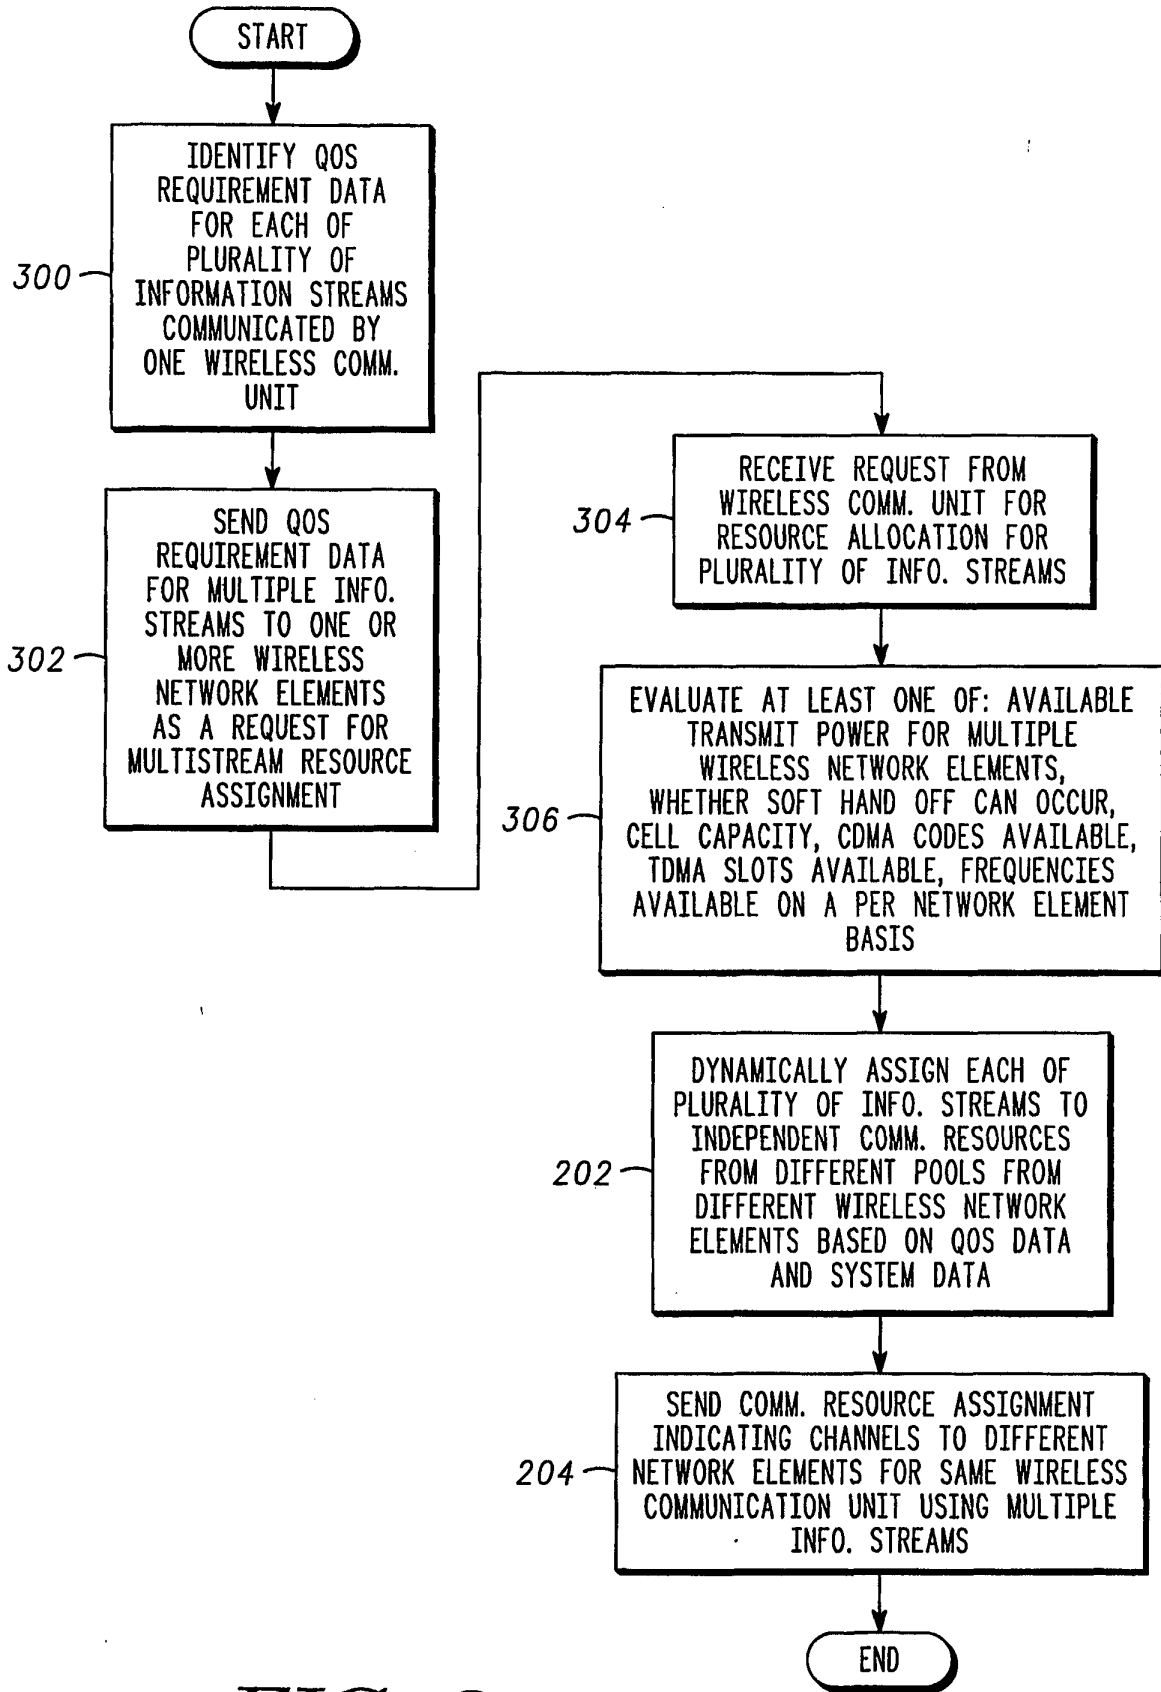 START
IDENTIFY QOS
REQUIREMENT DATA
FOR EACH OF
PLURALITY OF
INFORMATION STREAMS
COMMUNICATED BY
ONE WIRELESS COMM.
UNIT
300
SEND QOS
REQUIREMENT DATA
FOR MULTIPLE INFO.
STREAMS TO ONE OR
MORE WIRELESS
NETWORK ELEMENTS
AS A REQUEST FOR
MULTISTREAM RESOURCE
ASSIGNMENT
302
RECEIVE REQUEST FROM
WIRELESS COMM. UNIT FOR
RESOURCE ALLOCATION FOR
PLURALITY OF INFO. STREAMS
304
EVALUATE AT LEAST ONE OF: AVAILABLE
TRANSMIT POWER FOR MULTIPLE
WIRELESS NETWORK ELEMENTS,
WHETHER SOFT HAND OFF CAN OCCUR,
CELL CAPACITY, CDMA CODES AVAILABLE,
TDMA SLOTS AVAILABLE, FREQUENCIES
AVAILABLE ON A PER NETWORK ELEMENT
BASIS
306
DYNAMICALLY ASSIGN EACH OF
PLURALITY OF INFO. STREAMS TO
INDEPENDENT COMM. RESOURCES
FROM DIFFERENT POOLS FROM
DIFFERENT WIRELESS NETWORK
ELEMENTS BASED ON QOS DATA
AND SYSTEM DATA
202
SEND COMM. RESOURCE ASSIGNMENT
INDICATING CHANNELS TO DIFFERENT
NETWORK ELEMENTS FOR SAME WIRELESS
COMMUNICATION UNIT USING MULTIPLE
INFO. STREAMS
204
END